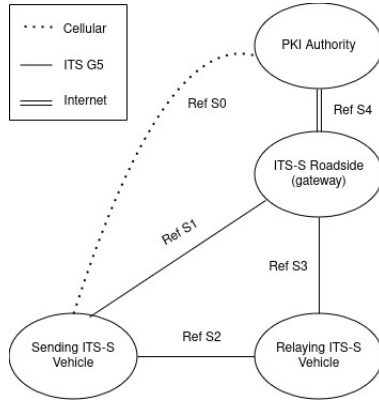 Cellular
ITS G5
Internet
PKI Authority
Ref S0
Ref S4
ITS-S Roadside
(gateway)
Ref S1
Ref S3
Sending ITS-S
Vehicle
Ref S2
Relaying ITS-S
Vehicle